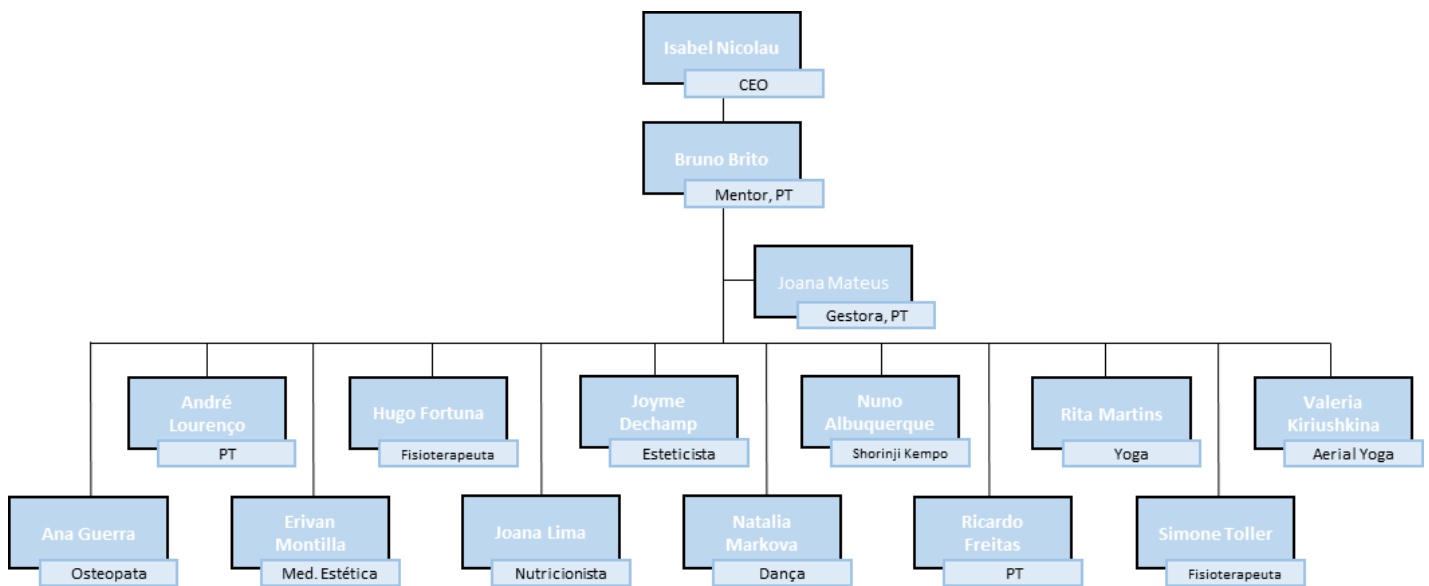 Isabel Nicolau
CEO
Bruno Brito
Mentor, PT
Joana Mateus
Gestora, PT
André
Lourenço
PT
Hugo Fortuna
Fisioterapeuta
Joyme
Dechamp
Esteticista
Nuno
Albuquerque
Shorinji Kempo
Rita Martins
Yoga
Valeria
Kiriushkina
Aerial Yoga
Ana Guerra
Osteopata
Erivan
Montilla
Med. Estética
Joana Lima
Nutricionista
Natalia
Markova
Dança
Ricardo
Freitas
PT
Simone Toller
Fisioterapeuta